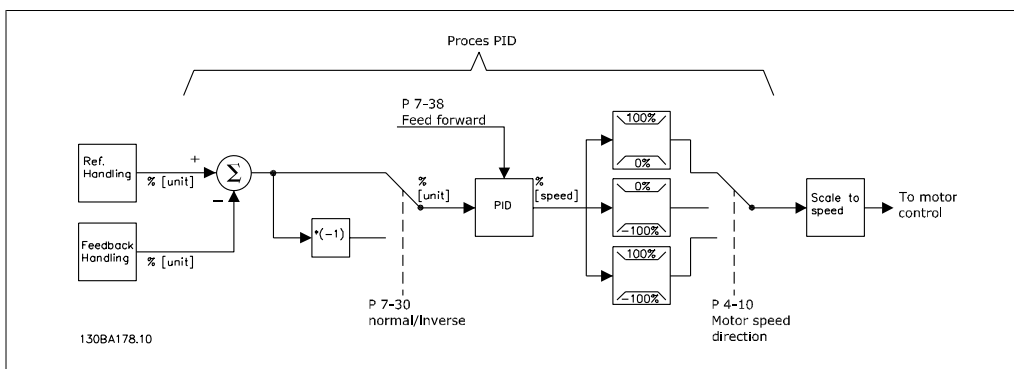 Proces PID
P 7-38
Feed forward
Ref.
Handling
+
% [unit]
Σ
−
Feedback
Handling
% [unit]
*(-1)
P 7-30
normal/Inverse
%
[unit]
PID
%
[speed]
100%
0%
0%
-100%
100%
-100%
P 4-10
Motor speed
direction
Scale to
speed
To motor
control
130BA178.10